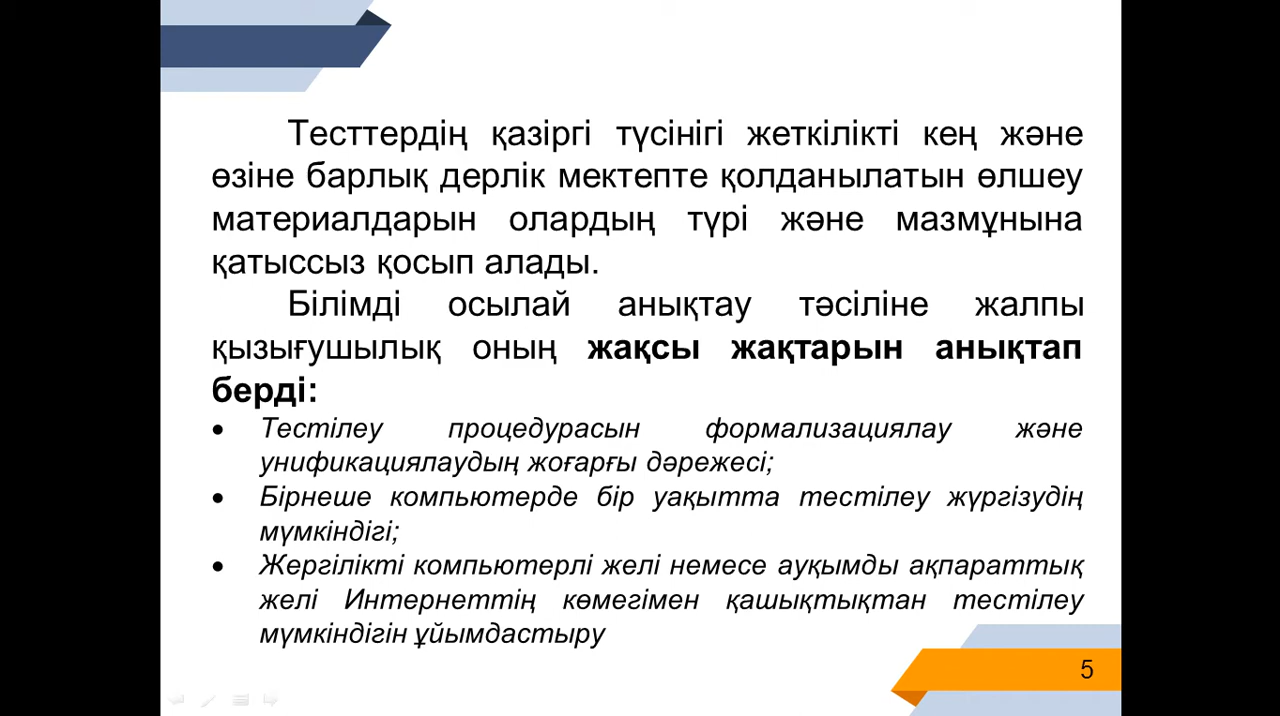 Тесттердің қазіргі түсінігі жеткілікті кең және
өзіне барлық дерлік мектепте қолданылатын өлшеу
материалдарын олардың түрі және мазмұнына
қатыссыз қосып алады.
Білімді осылай анықтау тәсіліне жалпы
қызығушылық оның жақсы жақтарын анықтап
берді:
• Тестілеу процедурасын формализациялау және
унификациялаудың жоғарғы дәрежесі;
• Бірнеше компьютерде бір уақытта тестілеу жүргізудің
мүмкіндігі;
• Жергілікті компьютерлі желі немесе ауқымды ақпараттық
желі Интернеттің көмегімен қашықтықтан тестілеу
мүмкіндігін ұйымдастыру
5